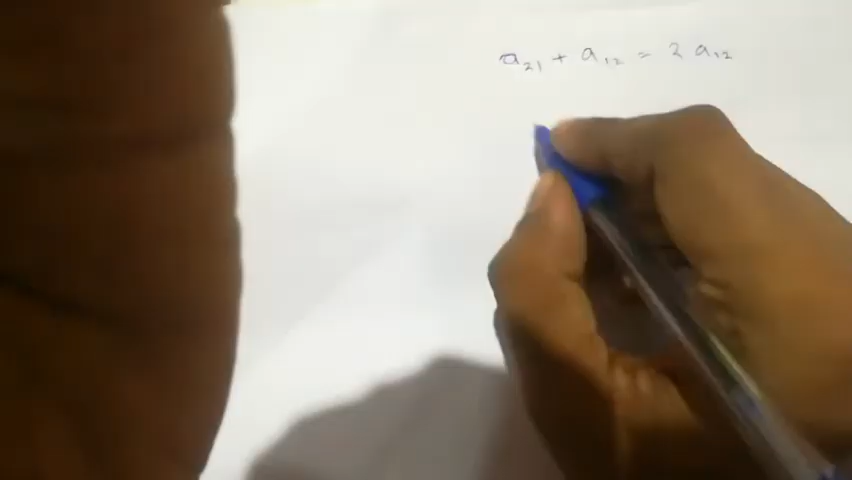 a₂₁ + a₁₂ = 2 a₁₂